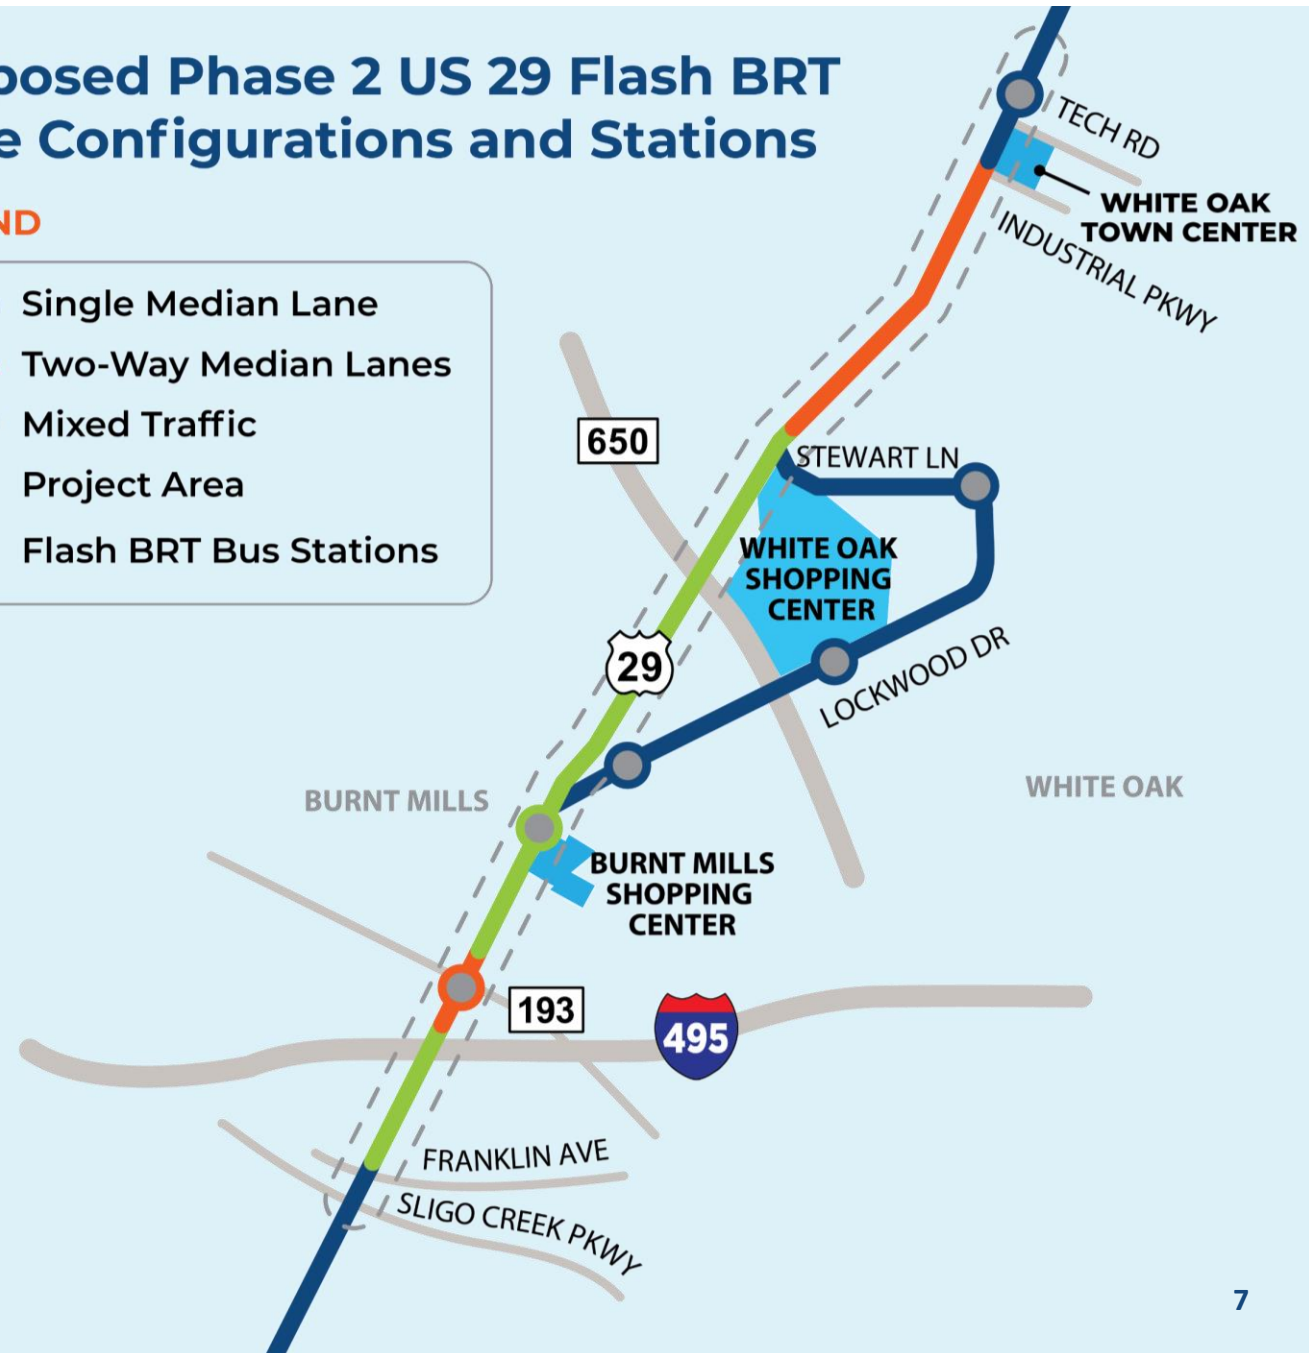 posed Phase 2 US 29 Flash BRT
e Configurations and Stations
ND
Single Median Lane
Two-Way Median Lanes
Mixed Traffic
Project Area
Flash BRT Bus Stations
TECH RD
WHITE OAK
TOWN CENTER
INDUSTRIAL PKWY
650
STEWART LN
WHITE OAK
SHOPPING
CENTER
29
LOCKWOOD DR
BURNT MILLS
WHITE OAK
BURNT MILLS
SHOPPING
CENTER
193
495
FRANKLIN AVE
SLIGO CREEK PKWY
7